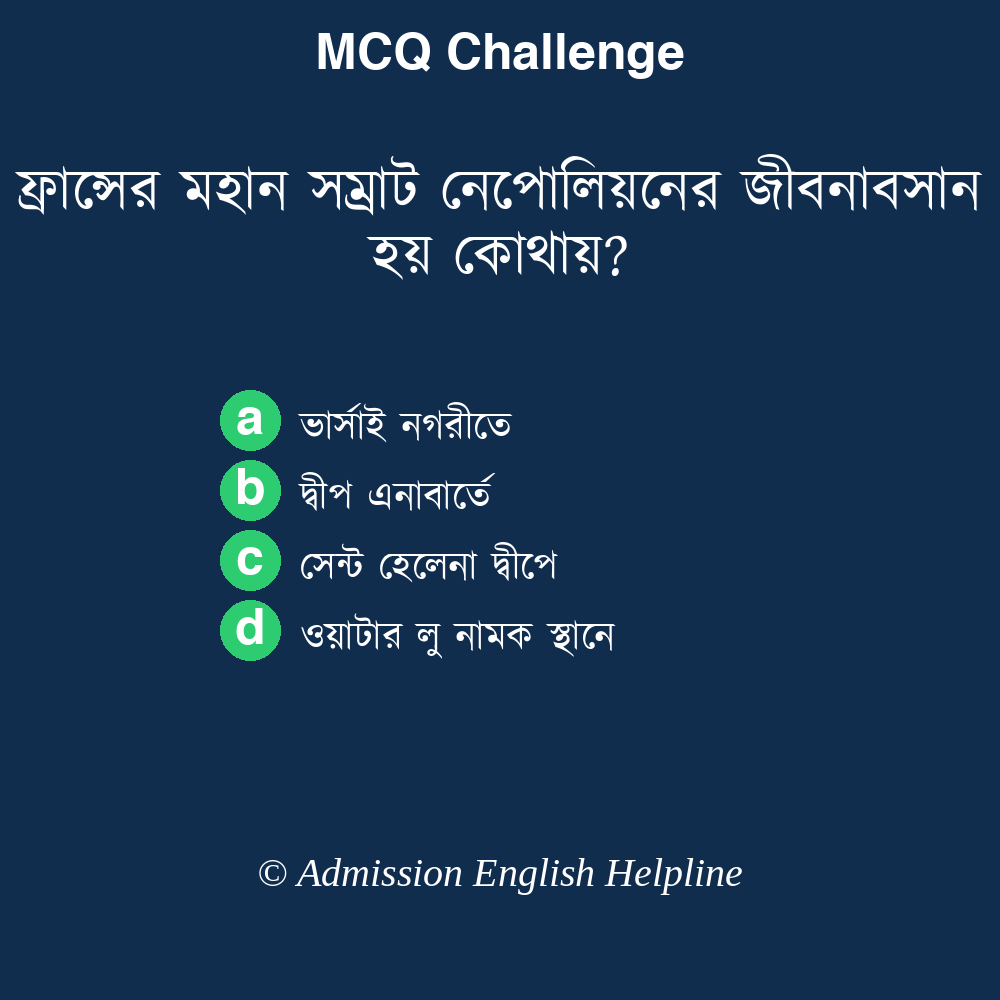 MCQ Challenge
ফ্রান্সের মহান সম্রাট নেপোলিয়নের জীবনাবসান
হয় কোথায়?
a ভার্সাই নগরীতে
b দ্বীপ এনাবার্তে
c সেন্ট হেলেনা দ্বীপে
d ওয়াটার লু নামক স্থানে
© Admission English Helpline